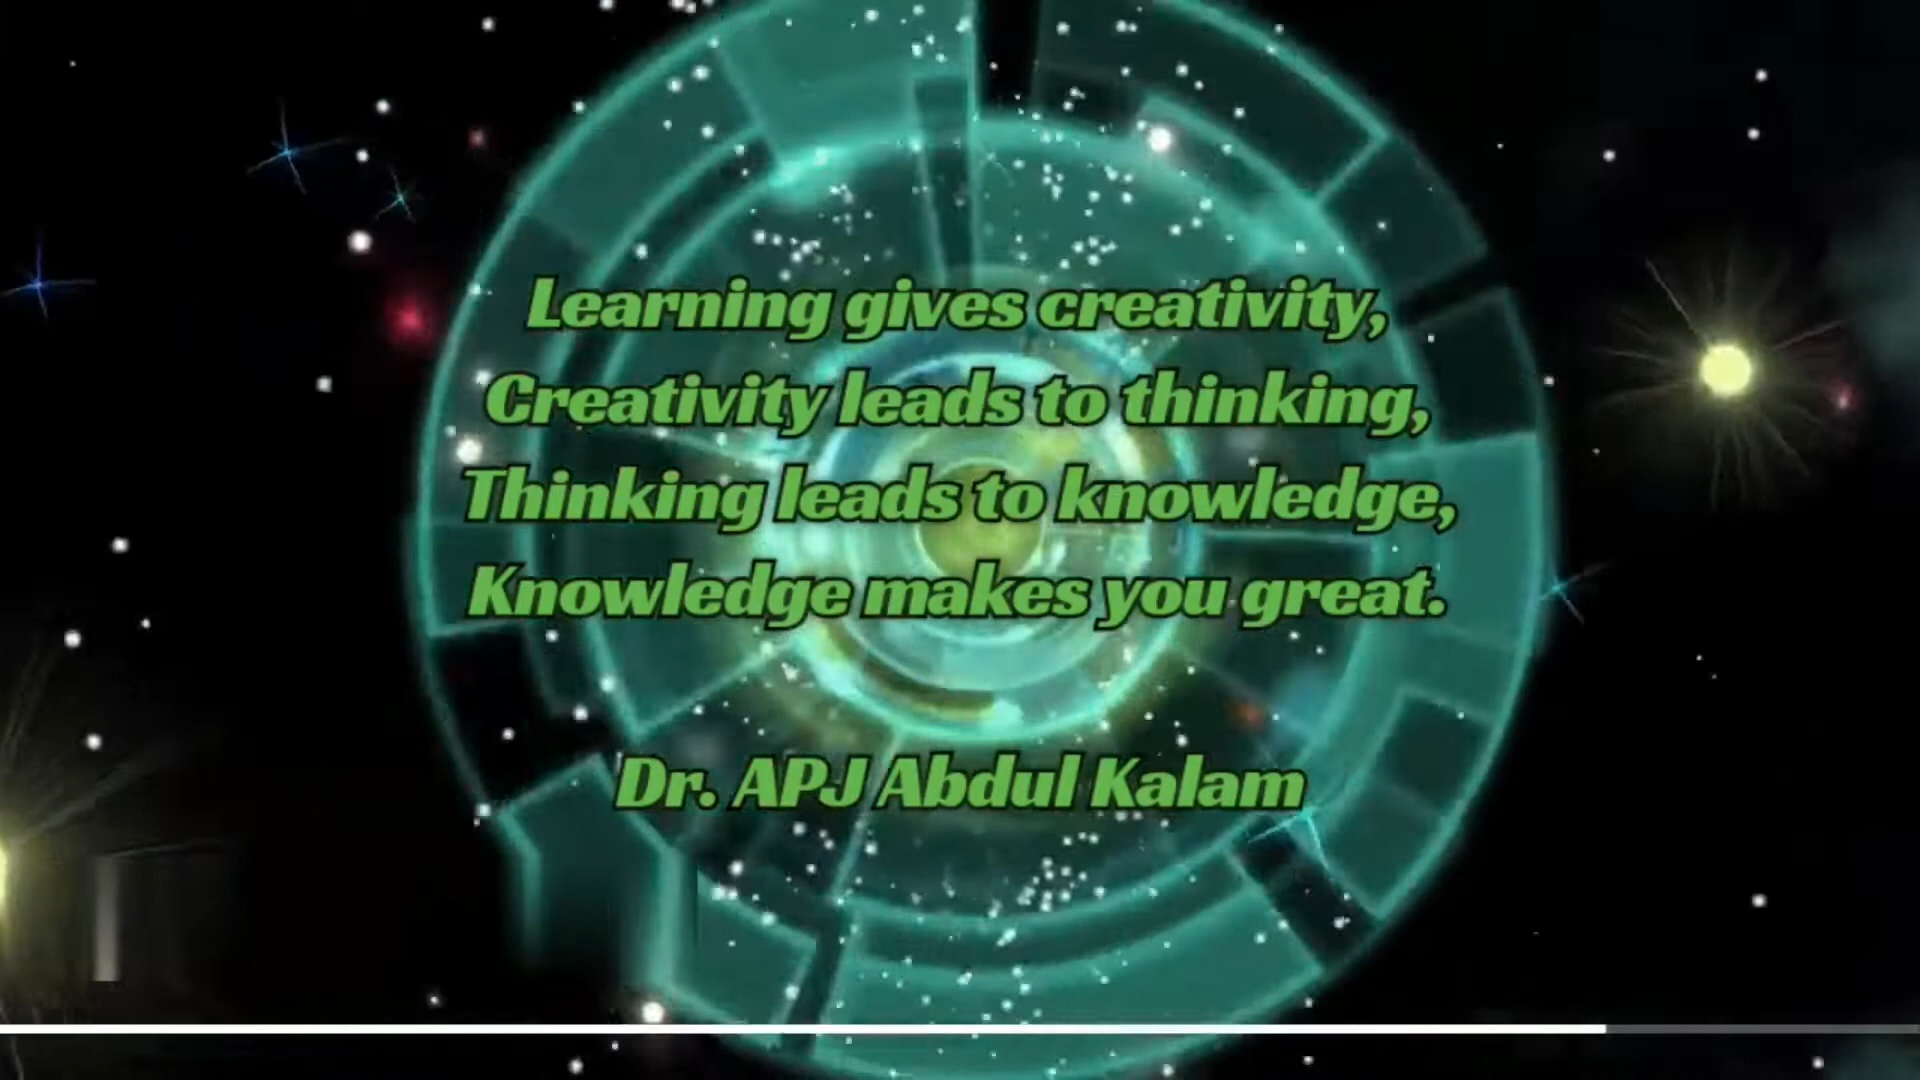 Learning gives creativity,
Creativity leads to thinking,
Thinking leads to knowledge,
Knowledge makes you great.
Dr. APJ Abdul Kalam